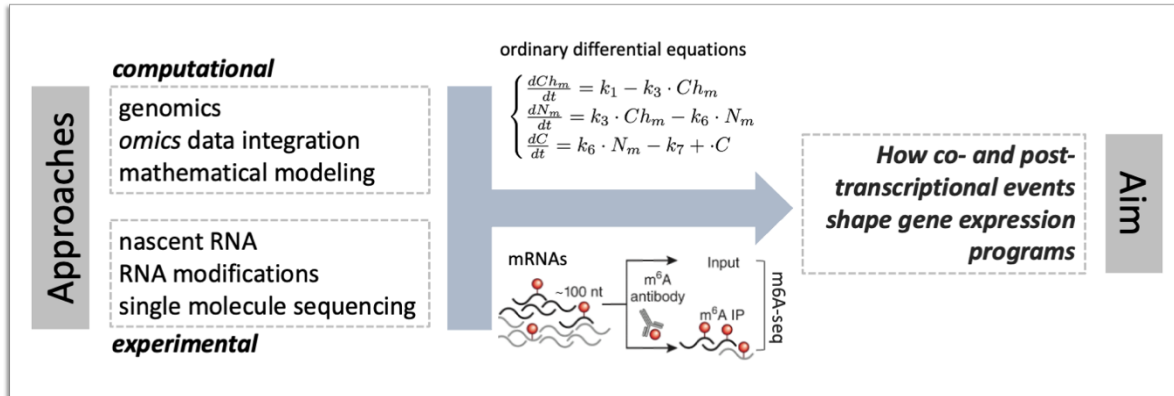 Approaches
computational
genomics
omics data integration
mathematical modeling
nascent RNA
RNA modifications
single molecule sequencing
experimental
ordinary differential equations
dCh_m/dt = k_1 − k_3 · Ch_m
dN_m/dt = k_3 · Ch_m − k_6 · N_m
dC/dt = k_6 · N_m − k_7 + ·C
mRNAs
~100 nt
m⁶A
antibody
Input
m⁶A IP
m6A-seq
How co- and post-
transcriptional events
shape gene expression
programs
Aim